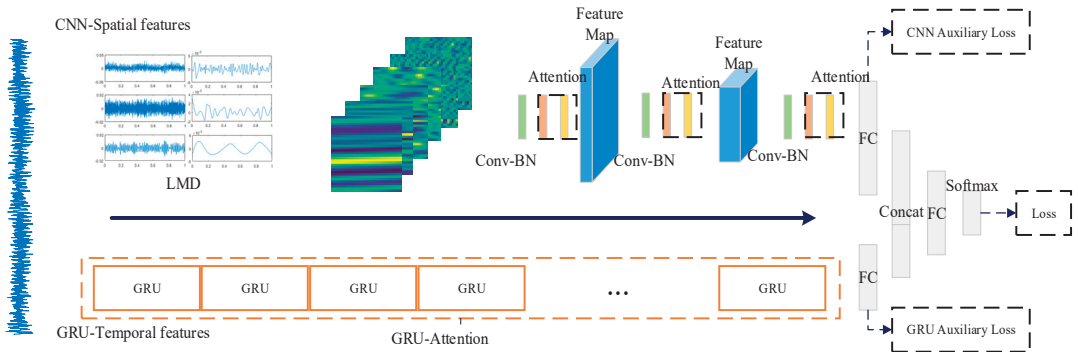 CNN-Spatial features
LMD
Feature
Map
Feature
Map
Attention
Attention
Attention
Conv-BN
Conv-BN
Conv-BN
CNN Auxiliary Loss
FC
Softmax
Concat
FC
Loss
FC
GRU
GRU
GRU
GRU
...
GRU
GRU-Temporal features
GRU-Attention
GRU Auxiliary Loss